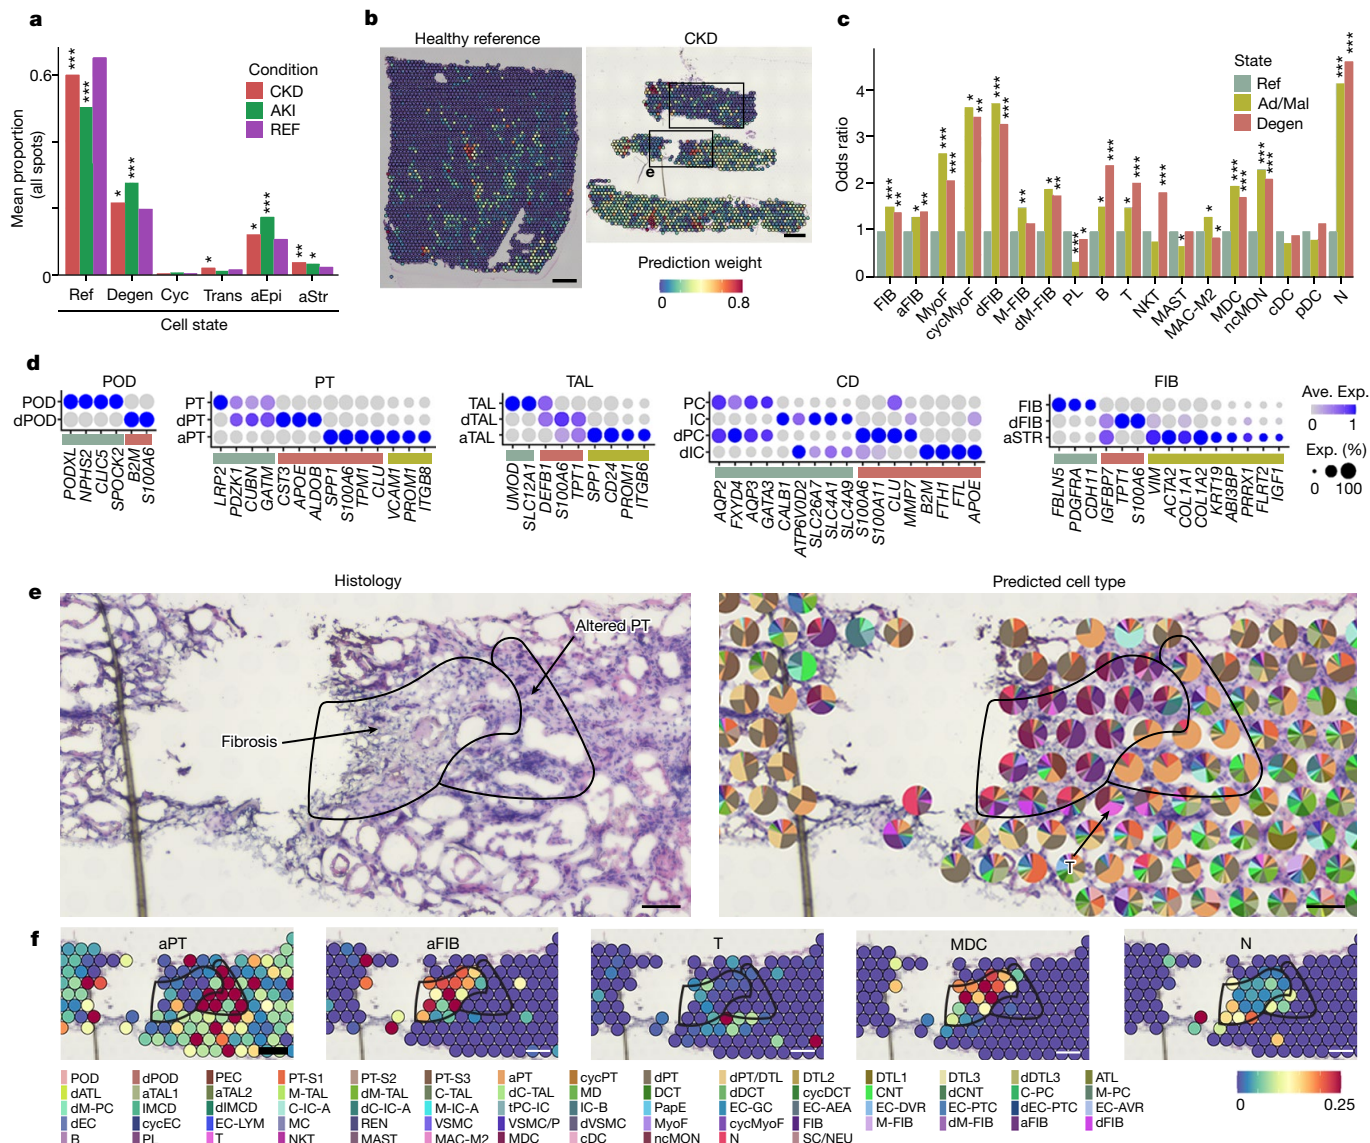 a
b
c
Healthy reference
CKD
Condition
CKD
AKI
REF
Mean proportion
(all spots)
0.6
0
***
***
*
***
*
*
***
**
*
Ref Degen Cyc Trans aEpi aStr
Cell state
e
Prediction weight
0 0.8
State
Ref
Ad/Mal
Degen
Odds ratio
4
3
2
1
0
FIB aFIB MyoF cycMyoF dFIB M-FIB dM-FIB PL B T NKT MAST MAC-M2 MDC ncMON cDC pDC N
d
POD
POD
dPOD
PODXL NPHS2 CLIC5 SPOCK2 B2M S100A6
PT
PT
dPT
aPT
LRP2 PDZK1 CUBN GATM CST3 APOE ALDOB SPP1 S100A6 TPM1 CLU VCAM1 PROM1 ITGB8
TAL
TAL
dTAL
aTAL
UMOD SLC12A1 DEFB1 S100A6 TPT1 SPP1 CD24 PROM1 ITGB6
CD
PC
IC
dPC
dIC
AQP2 FXYD4 AQP3 GATA3 CALB1 ATP6V0D2 SLC26A7 SLC4A1 SLC4A9 S100A6 S100A11 CLU MMP7 B2M FTH1 FTL APOE
FIB
FIB
dFIB
aSTR
FBLN5 PDGFRA CDH11 IGFBP7 TPT1 S100A6 VIM ACTA2 COL1A1 COL1A2 KRT19 ABI3BP PRRX1 FLRT2 IGF1
Ave. Exp.
0 1
Exp. (%)
0 100
e
Histology
Predicted cell type
Altered PT
Fibrosis
T
f
aPT
aFIB
T
MDC
N
POD dPOD PEC PT-S1 PT-S2 PT-S3 aPT cycPT dPT dPT/DTL DTL2 DTL1 DTL3 dDTL3 ATL
dATL aTAL1 aTAL2 M-TAL dM-TAL C-TAL dC-TAL MD DCT dDCT cycDCT CNT dCNT C-PC M-PC
dM-PC IMCD dIMCD C-IC-A dC-IC-A M-IC-A tPC-IC IC-B PapE EC-GC EC-AEA EC-DVR EC-PTC dEC-PTC EC-AVR
dEC cycEC EC-LYM MC REN VSMC VSMC/P dVSMC MyoF cycMyoF FIB M-FIB dM-FIB aFIB dFIB
B PL T NKT MAST MAC-M2 MDC cDC ncMON N SC/NEU
0 0.25